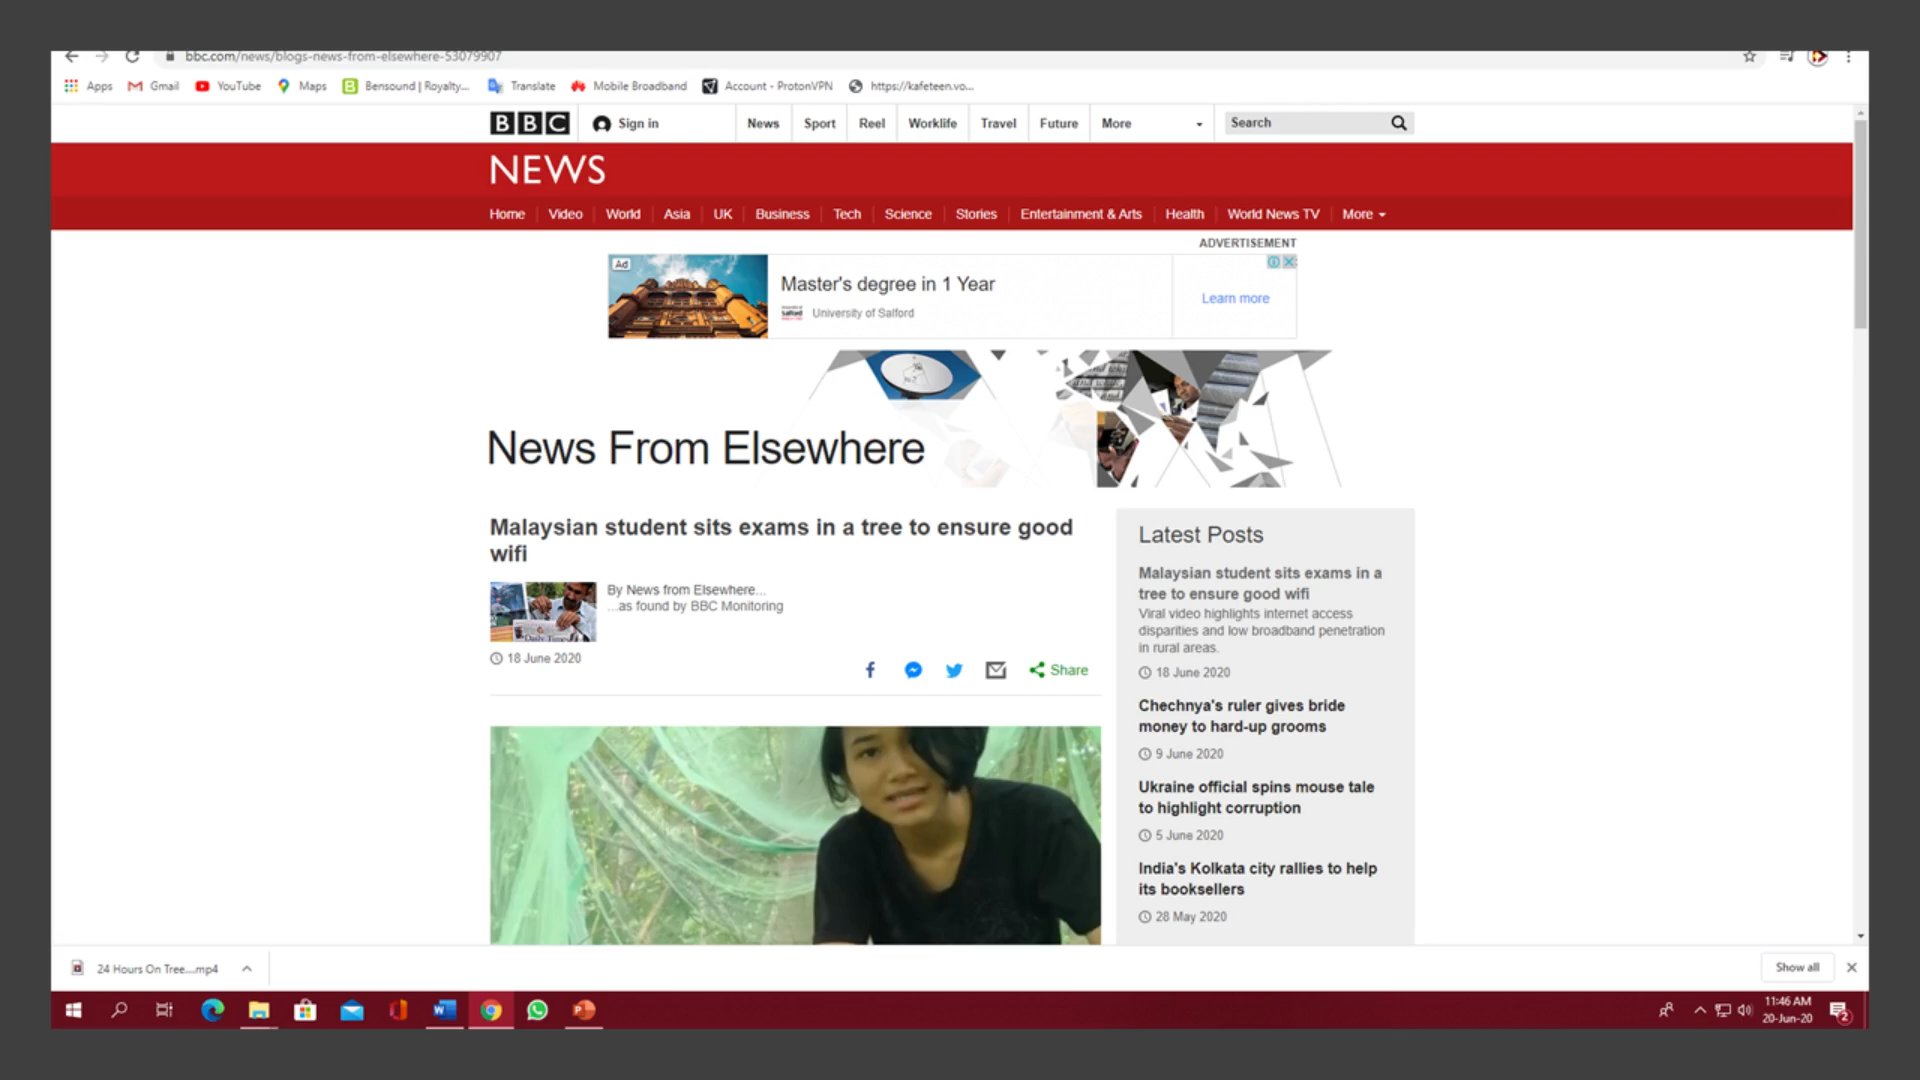 bbc.com/news/blogs-news-from-elsewhere-53079907
Apps Gmail YouTube Maps Bensound | Royalty... Translate Mobile Broadband Account - ProtonVPN https://kafeteen.vo...
BBC Sign in News Sport Reel Worklife Travel Future More Search
NEWS
Home Video World Asia UK Business Tech Science Stories Entertainment & Arts Health World News TV More
ADVERTISEMENT
Ad
Master's degree in 1 Year
University of Salford
Learn more
News From Elsewhere
Malaysian student sits exams in a tree to ensure good
wifi
By News from Elsewhere...
...as found by BBC Monitoring
18 June 2020
Share
Latest Posts
Malaysian student sits exams in a
tree to ensure good wifi
Viral video highlights internet access
disparities and low broadband penetration
in rural areas.
18 June 2020
Chechnya's ruler gives bride
money to hard-up grooms
9 June 2020
Ukraine official spins mouse tale
to highlight corruption
5 June 2020
India's Kolkata city rallies to help
its booksellers
28 May 2020
24 Hours On Tree....mp4
Show all
11:46 AM
20-Jun-20
2